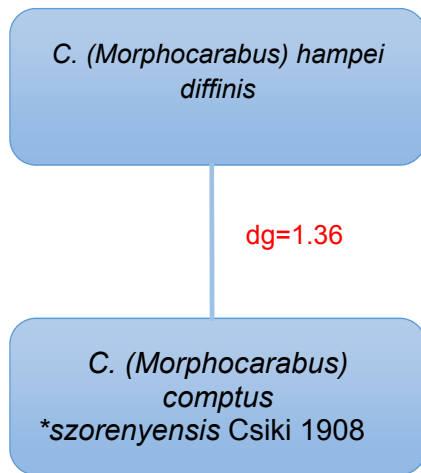 C. (Morphocarabus) hampei
diffinis
dg=1.36
C. (Morphocarabus)
comptus
*szorenyensis Csiki 1908